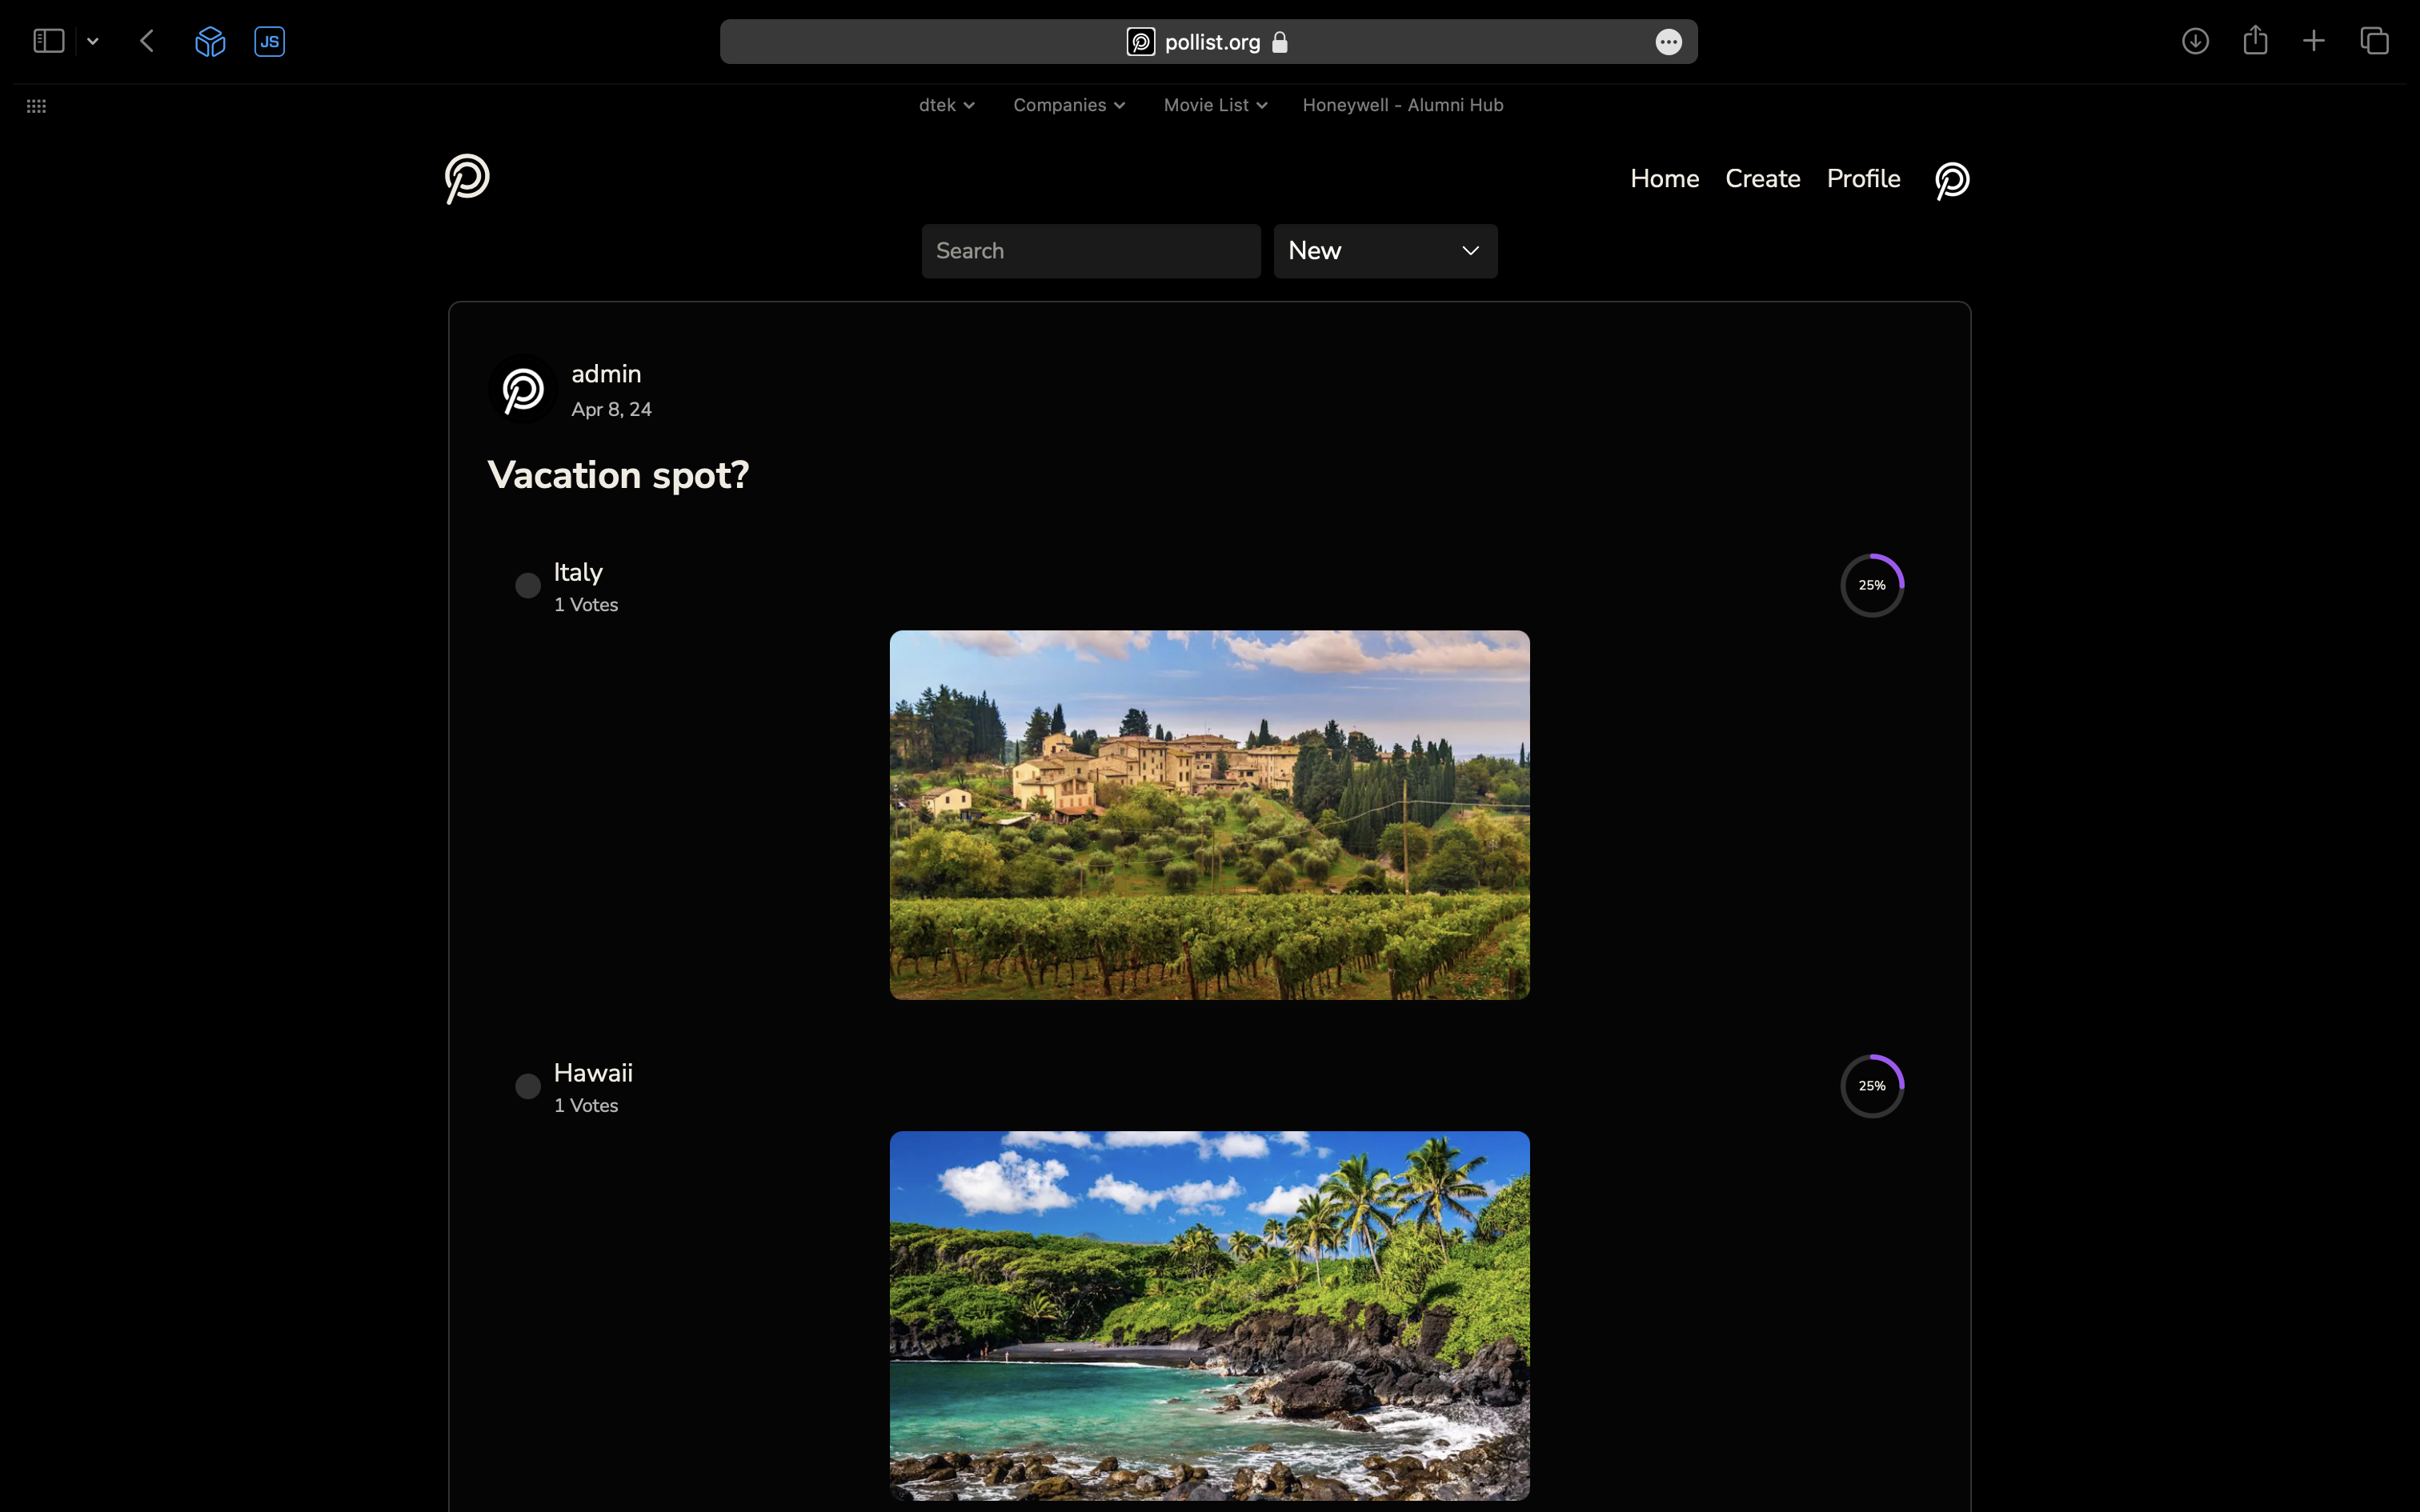 JS
pollist.org
dtek
Companies
Movie List
Honeywell - Alumni Hub
Home
Create
Profile
Search
New
admin
Apr 8, 24
Vacation spot?
Italy
1 Votes
25%
Hawaii
1 Votes
25%